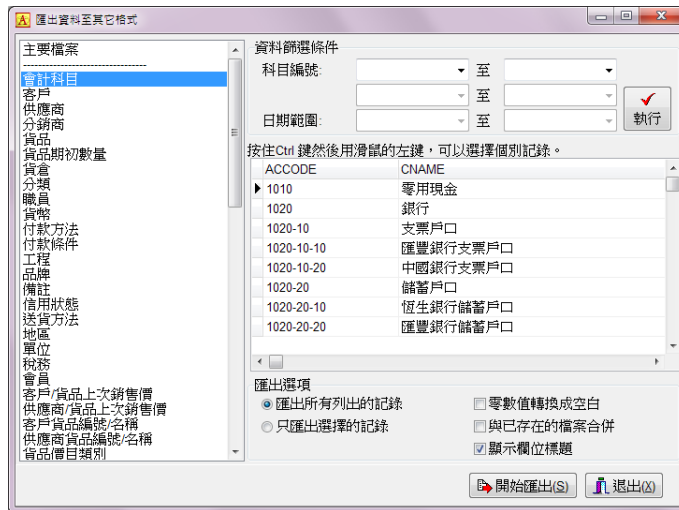 匯出資料至其它格式
主要檔案
--------------------------------
會計科目
客戶
供應商
分銷商
貨品
貨品期初數量
貨倉
分類
職員
貨幣
付款方法
付款條件
工程
品牌
備註
信用狀態
送貨方法
地區
單位
稅務
會員
客戶/貨品上次銷售價
供應商/貨品上次銷售價
客戶貨品編號/名稱
供應商貨品編號/名稱
貨品價目類別
資料篩選條件
科目編號: 至
至
日期範圍: 至
執行
按住Ctrl 鍵然後用滑鼠的左鍵，可以選擇個別記錄。
ACCODE CNAME
1010 零用現金
1020 銀行
1020-10 支票戶口
1020-10-10 匯豐銀行支票戶口
1020-10-20 中國銀行支票戶口
1020-20 儲蓄戶口
1020-20-10 恆生銀行儲蓄戶口
1020-20-20 匯豐銀行儲蓄戶口
匯出選項
匯出所有列出的記錄 零數值轉換成空白
只匯出選擇的記錄 與已存在的檔案合併
顯示欄位標題
開始匯出(S) 退出(X)